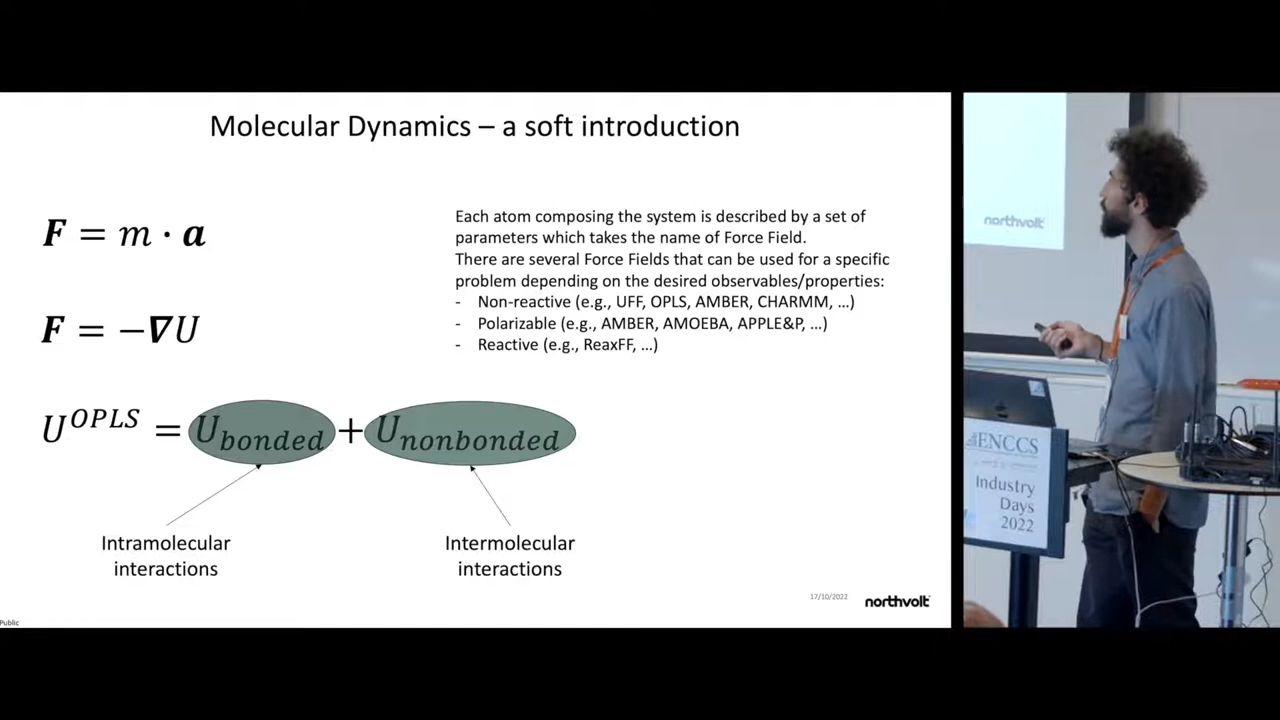 Molecular Dynamics – a soft introduction
F = m · a
F = −∇U
U^OPLS = U_bonded + U_nonbonded
Intramolecular
interactions
Intermolecular
interactions
Each atom composing the system is described by a set of
parameters which takes the name of Force Field.
There are several Force Fields that can be used for a specific
problem depending on the desired observables/properties:
- Non-reactive (e.g., UFF, OPLS, AMBER, CHARMM, …)
- Polarizable (e.g., AMBER, AMOEBA, APPLE&P, …)
- Reactive (e.g., ReaxFF, …)
17/10/2022
northvolt
Public
northvolt
ENCCS
Industry
Days
2022